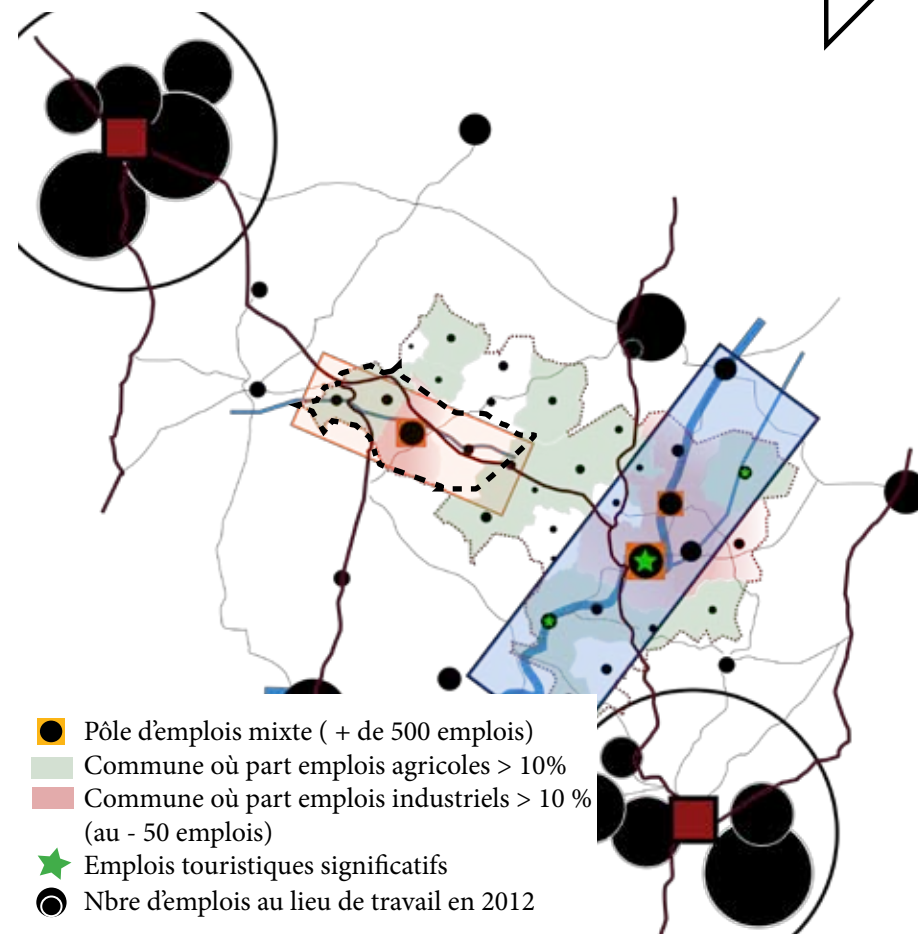 Pôle d'emplois mixte ( + de 500 emplois)
Commune où part emplois agricoles > 10%
Commune où part emplois industriels > 10 %
(au - 50 emplois)
Emplois touristiques significatifs
Nbre d'emplois au lieu de travail en 2012